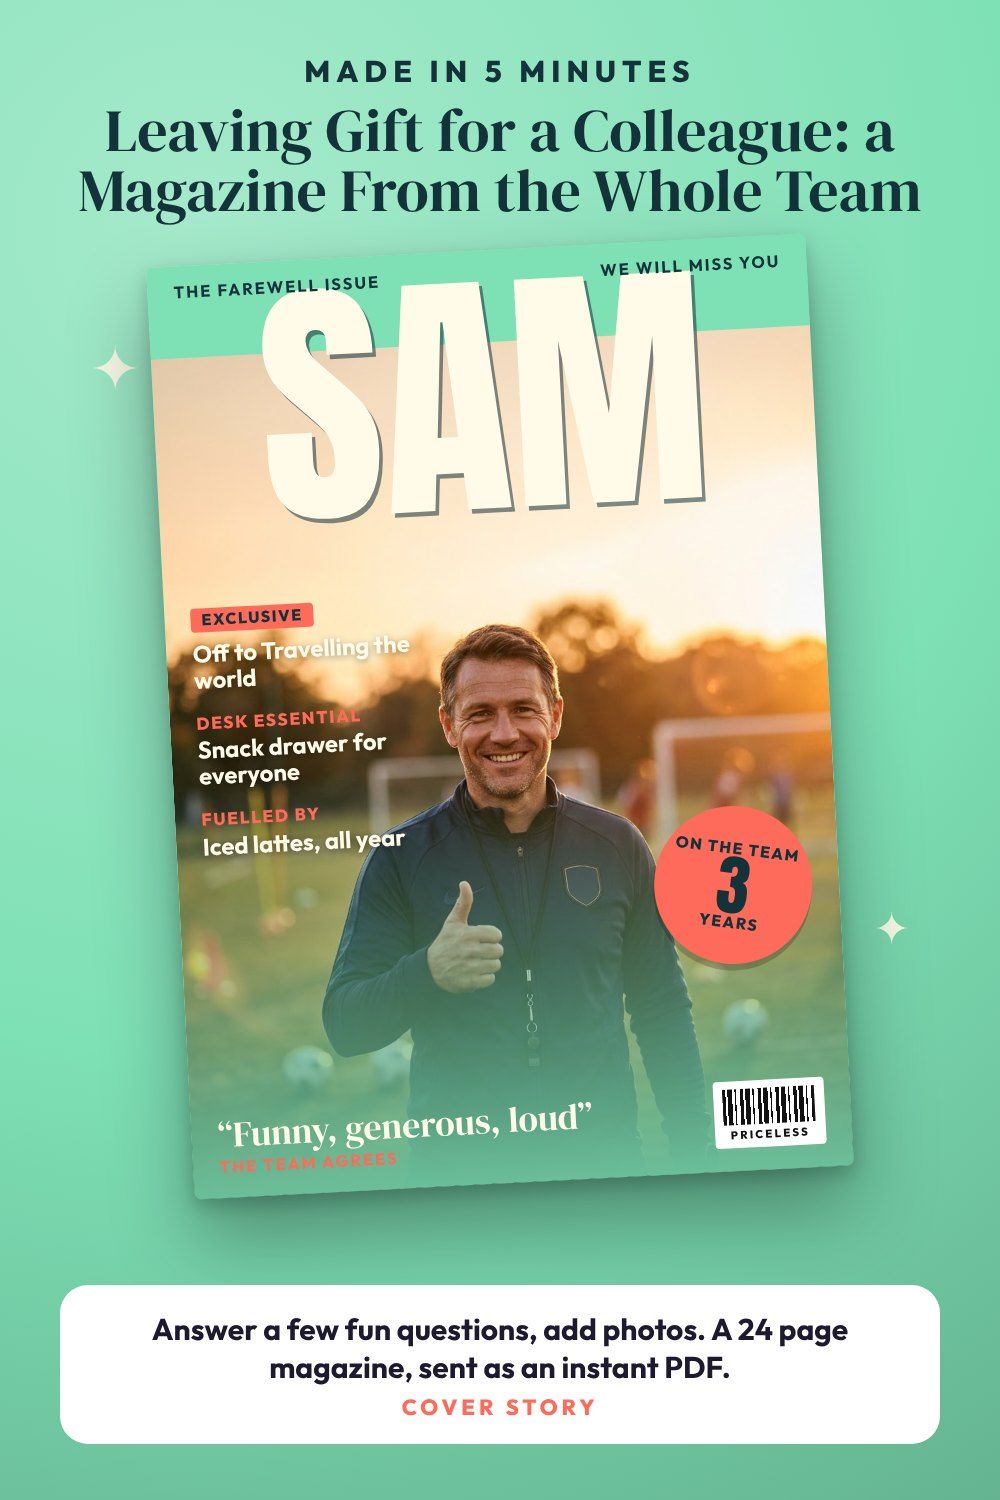 MADE IN 5 MINUTES
Leaving Gift for a Colleague: a
Magazine From the Whole Team
THE FAREWELL ISSUE
WE WILL MISS YOU
SAM
EXCLUSIVE
Off to Travelling the
world
DESK ESSENTIAL
Snack drawer for
everyone
FUELLED BY
Iced lattes, all year
ON THE TEAM
3
YEARS
“Funny, generous, loud”
THE TEAM AGREES
PRICELESS
Answer a few fun questions, add photos. A 24 page
magazine, sent as an instant PDF.
COVER STORY